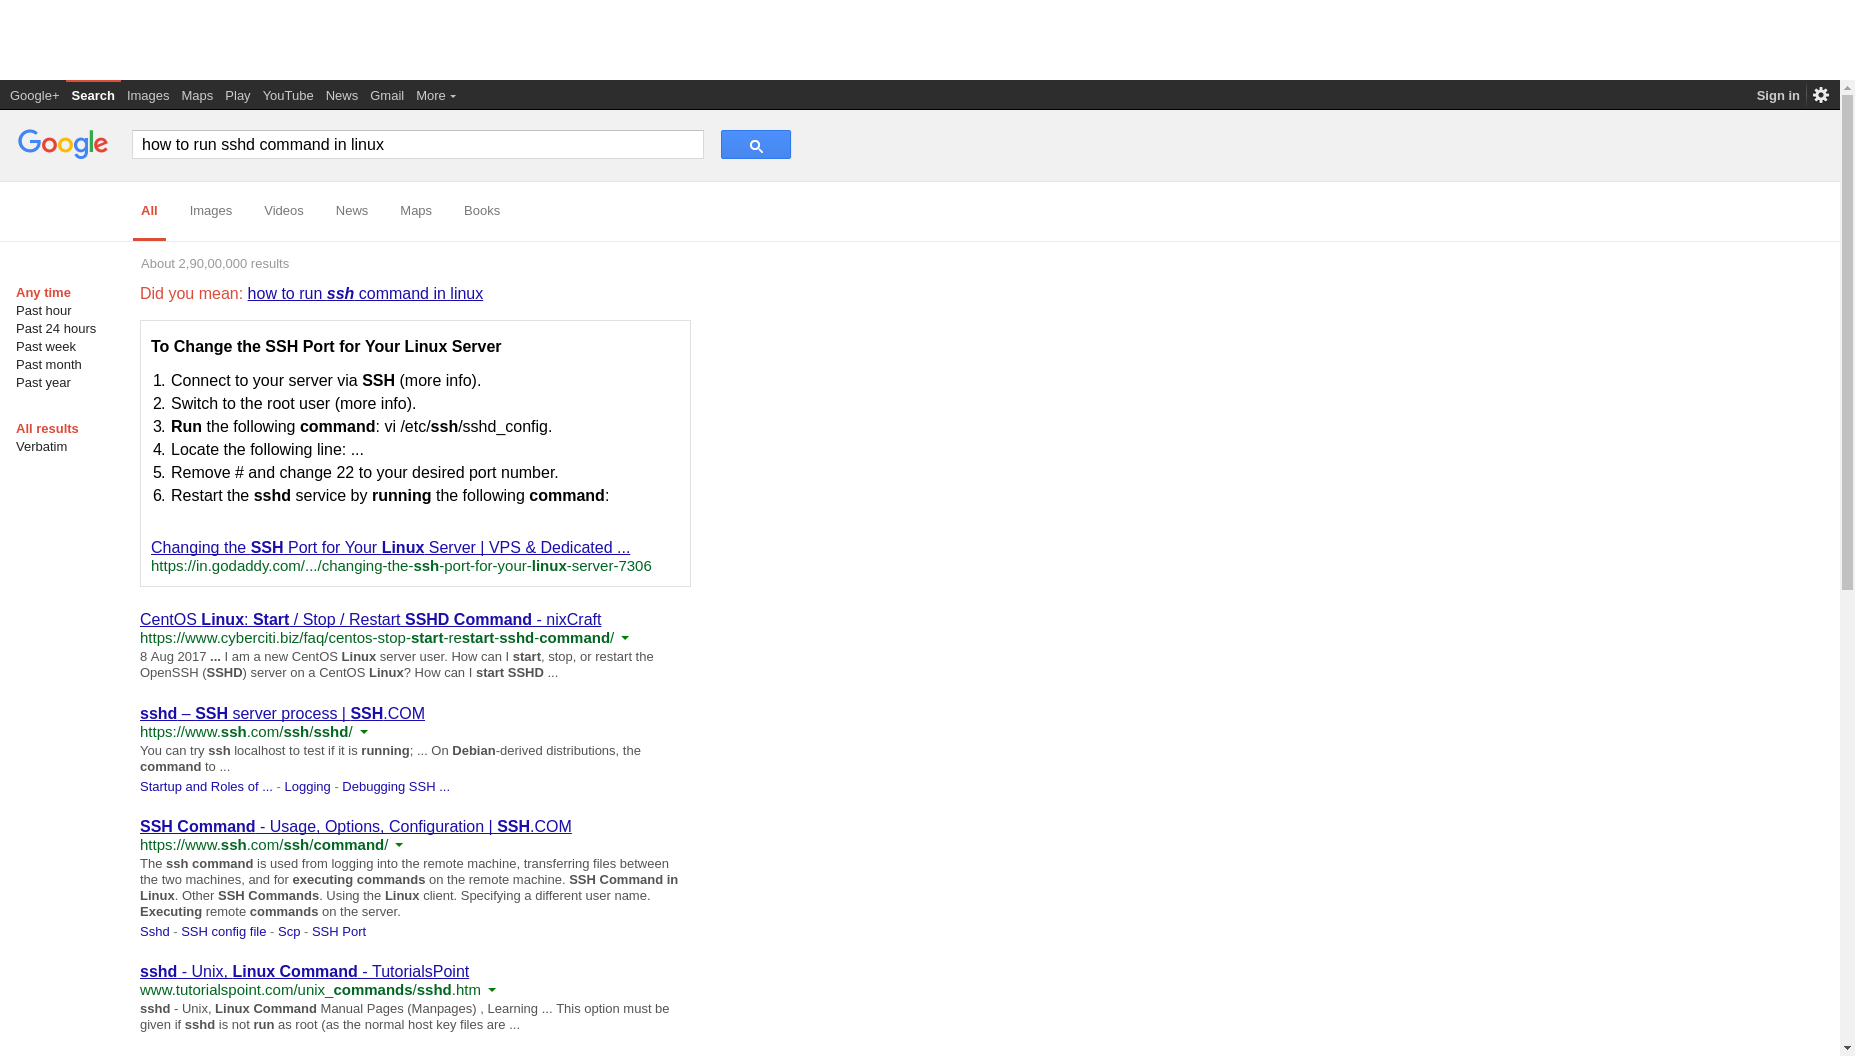 Google+ Search Images Maps Play YouTube News Gmail More Sign in
Google how to run sshd command in linux
All Images Videos News Maps Books
About 2,90,00,000 results
Any time
Past hour
Past 24 hours
Past week
Past month
Past year
All results
Verbatim
Did you mean: how to run ssh command in linux
To Change the SSH Port for Your Linux Server
1. Connect to your server via SSH (more info).
2. Switch to the root user (more info).
3. Run the following command: vi /etc/ssh/sshd_config.
4. Locate the following line: ...
5. Remove # and change 22 to your desired port number.
6. Restart the sshd service by running the following command:
Changing the SSH Port for Your Linux Server | VPS & Dedicated ...
https://in.godaddy.com/.../changing-the-ssh-port-for-your-linux-server-7306
CentOS Linux: Start / Stop / Restart SSHD Command - nixCraft
https://www.cyberciti.biz/faq/centos-stop-start-restart-sshd-command/
8 Aug 2017 ... I am a new CentOS Linux server user. How can I start, stop, or restart the
OpenSSH (SSHD) server on a CentOS Linux? How can I start SSHD ...
sshd – SSH server process | SSH.COM
https://www.ssh.com/ssh/sshd/
You can try ssh localhost to test if it is running; ... On Debian-derived distributions, the
command to ...
Startup and Roles of ... - Logging - Debugging SSH ...
SSH Command - Usage, Options, Configuration | SSH.COM
https://www.ssh.com/ssh/command/
The ssh command is used from logging into the remote machine, transferring files between
the two machines, and for executing commands on the remote machine. SSH Command in
Linux. Other SSH Commands. Using the Linux client. Specifying a different user name.
Executing remote commands on the server.
Sshd - SSH config file - Scp - SSH Port
sshd - Unix, Linux Command - TutorialsPoint
www.tutorialspoint.com/unix_commands/sshd.htm
sshd - Unix, Linux Command Manual Pages (Manpages) , Learning ... This option must be
given if sshd is not run as root (as the normal host key files are ...